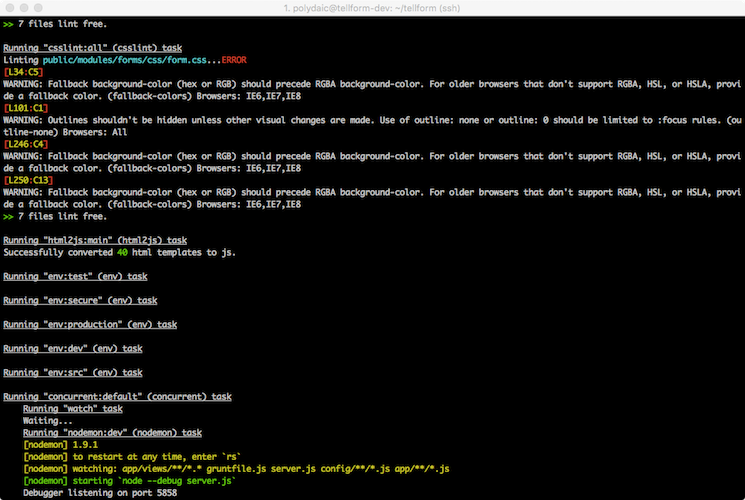 1. polydaic@tellform-dev: ~/tellform (ssh)
>> 7 files lint free.
Running "csslint:all" (csslint) task
Linting public/modules/forms/css/form.css...ERROR
[L34:C5]
WARNING: Fallback background-color (hex or RGB) should precede RGBA background-color. For older browsers that don't support RGBA, HSL, or HSLA, provi
de a fallback color. (fallback-colors) Browsers: IE6,IE7,IE8
[L101:C1]
WARNING: Outlines shouldn't be hidden unless other visual changes are made. Use of outline: none or outline: 0 should be limited to :focus rules. (ou
tline-none) Browsers: All
[L246:C4]
WARNING: Fallback background-color (hex or RGB) should precede RGBA background-color. For older browsers that don't support RGBA, HSL, or HSLA, provi
de a fallback color. (fallback-colors) Browsers: IE6,IE7,IE8
[L250:C13]
WARNING: Fallback background-color (hex or RGB) should precede RGBA background-color. For older browsers that don't support RGBA, HSL, or HSLA, provi
de a fallback color. (fallback-colors) Browsers: IE6,IE7,IE8
>> 7 files lint free.
Running "html2js:main" (html2js) task
Successfully converted 40 html templates to js.
Running "env:test" (env) task
Running "env:secure" (env) task
Running "env:production" (env) task
Running "env:dev" (env) task
Running "env:src" (env) task
Running "concurrent:default" (concurrent) task
Running "watch" task
Waiting...
Running "nodemon:dev" (nodemon) task
[nodemon] 1.9.1
[nodemon] to restart at any time, enter `rs`
[nodemon] watching: app/views/**/*.* gruntfile.js server.js config/**/*.js app/**/*.js
[nodemon] starting `node --debug server.js`
Debugger listening on port 5858